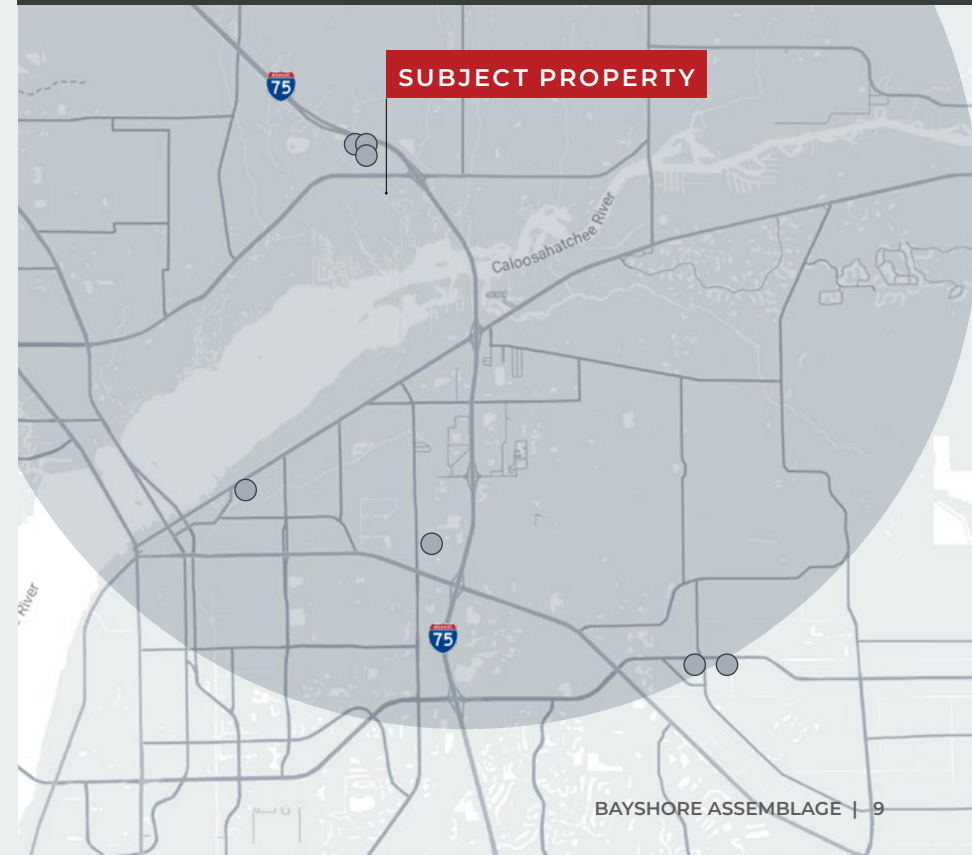 75
SUBJECT PROPERTY
Caloosahatchee River
75
River
BAYSHORE ASSEMBLAGE | 9